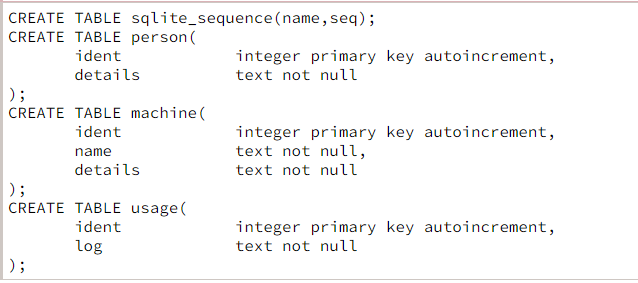 CREATE TABLE sqlite_sequence(name,seq);
CREATE TABLE person(
       ident            integer primary key autoincrement,
       details          text not null
);
CREATE TABLE machine(
       ident            integer primary key autoincrement,
       name             text not null,
       details          text not null
);
CREATE TABLE usage(
       ident            integer primary key autoincrement,
       log              text not null
);